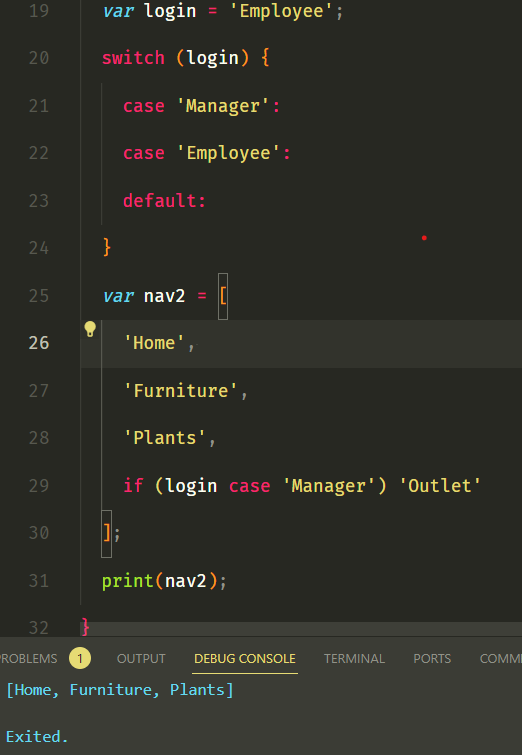 19 var login = 'Employee';
20 switch (login) {
21 case 'Manager':
22 case 'Employee':
23 default:
24 }
25 var nav2 = [
26 'Home',
27 'Furniture',
28 'Plants',
29 if (login case 'Manager') 'Outlet'
30 ];
31 print(nav2);
32 }
ROBLEMS 1 OUTPUT DEBUG CONSOLE TERMINAL PORTS COMM
[Home, Furniture, Plants]
Exited.